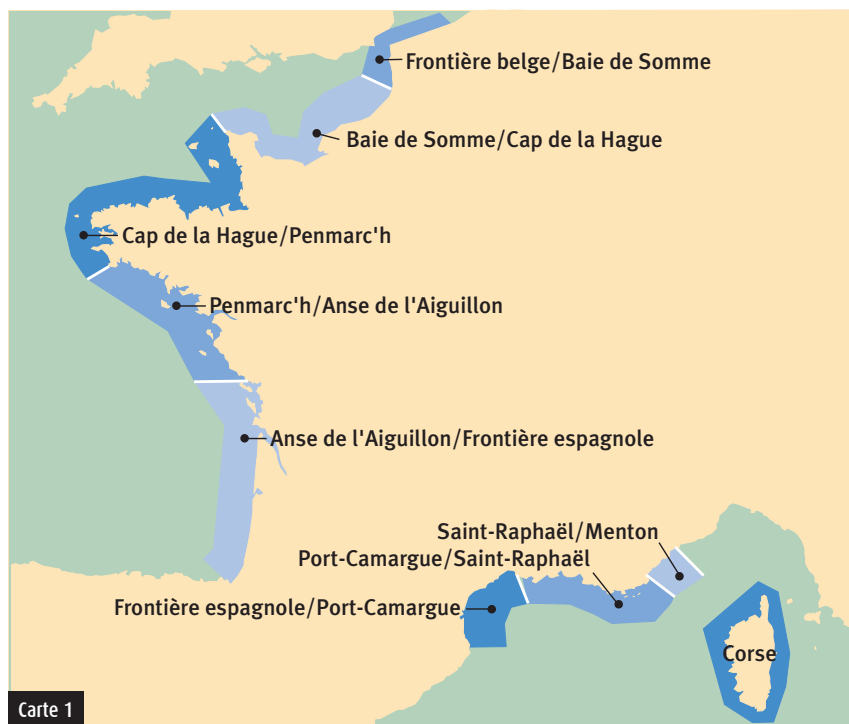 Frontière belge/Baie de Somme
Baie de Somme/Cap de la Hague
Cap de la Hague/Penmarc'h
Penmarc'h/Anse de l'Aiguillon
Anse de l'Aiguillon/Frontière espagnole
Saint-Raphaël/Menton
Port-Camargue/Saint-Raphaël
Frontière espagnole/Port-Camargue
Corse
Carte 1